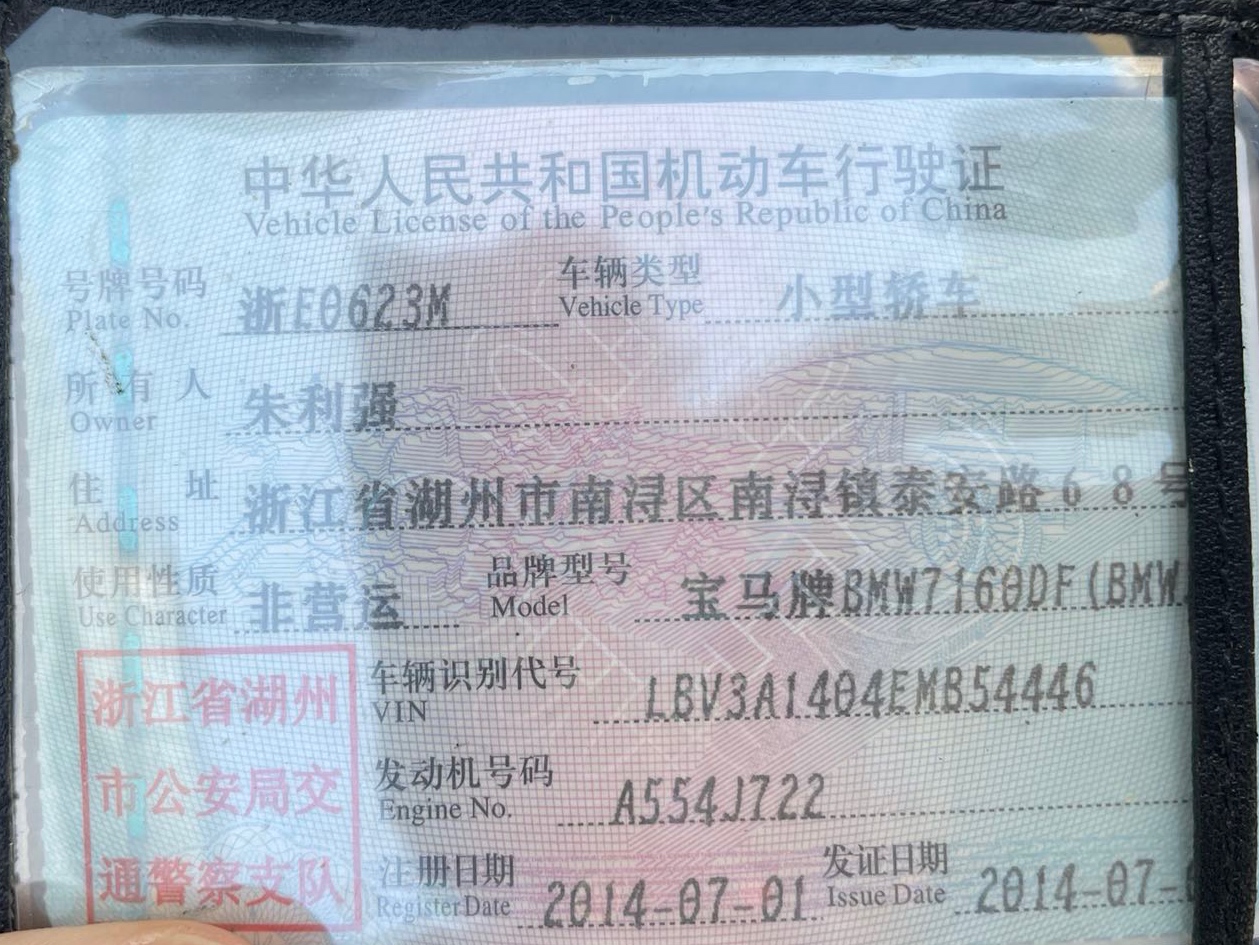 中华人民共和国机动车行驶证
Vehicle License of the People's Republic of China
号牌号码 浙E0623M 车辆类型 小型轿车
Plate No. Vehicle Type
所有人 朱利强
Owner
住址 浙江省湖州市南浔区南浔镇泰安路68号
Address
使用性质 非营运 品牌型号 宝马牌BMW7160DF(BMW
Use Character Model
车辆识别代号 LBV3A1404EMB54446
VIN
发动机号码 A554J722
Engine No.
注册日期 2014-07-01 发证日期 2014-07-
Register Date Issue Date
浙江省湖州
市公安局交
通警察支队